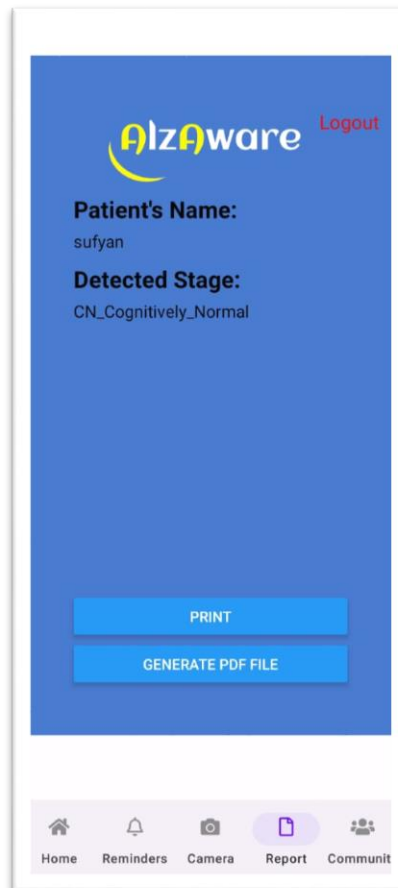 AlzAware
Logout
Patient's Name:
sufyan
Detected Stage:
CN_Cognitively_Normal
PRINT
GENERATE PDF FILE
Home Reminders Camera Report Communit